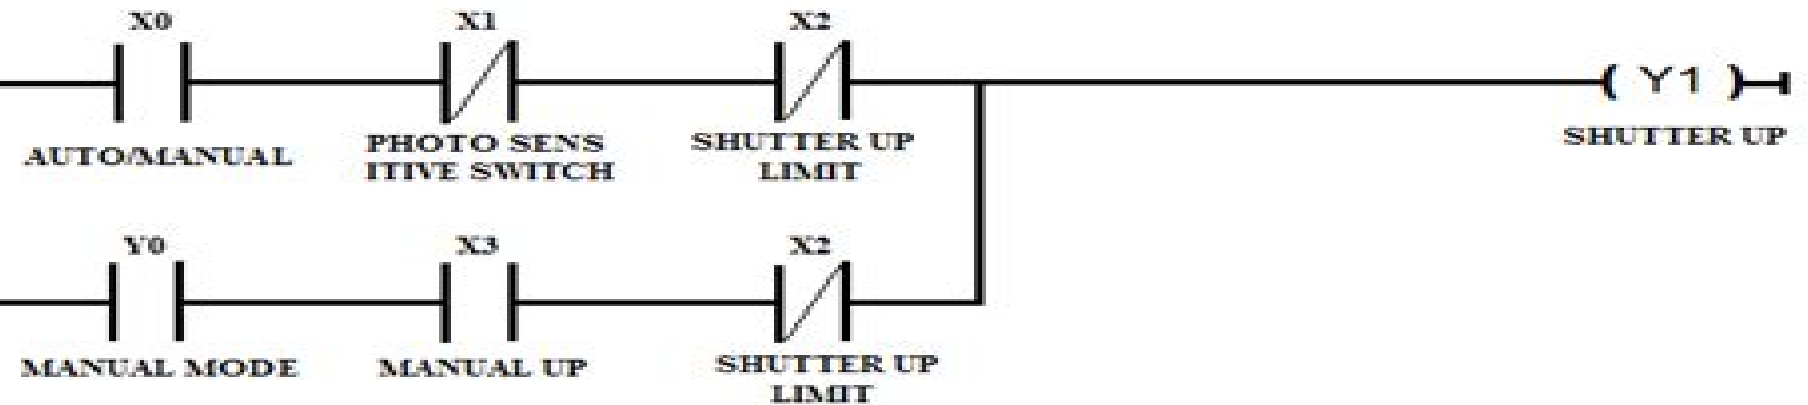 X0 X1 X2
( Y1 )
AUTO/MANUAL
PHOTO SENS
ITIVE SWITCH
SHUTTER UP
LIMIT
SHUTTER UP
Y0 X3 X2
MANUAL MODE
MANUAL UP
SHUTTER UP
LIMIT